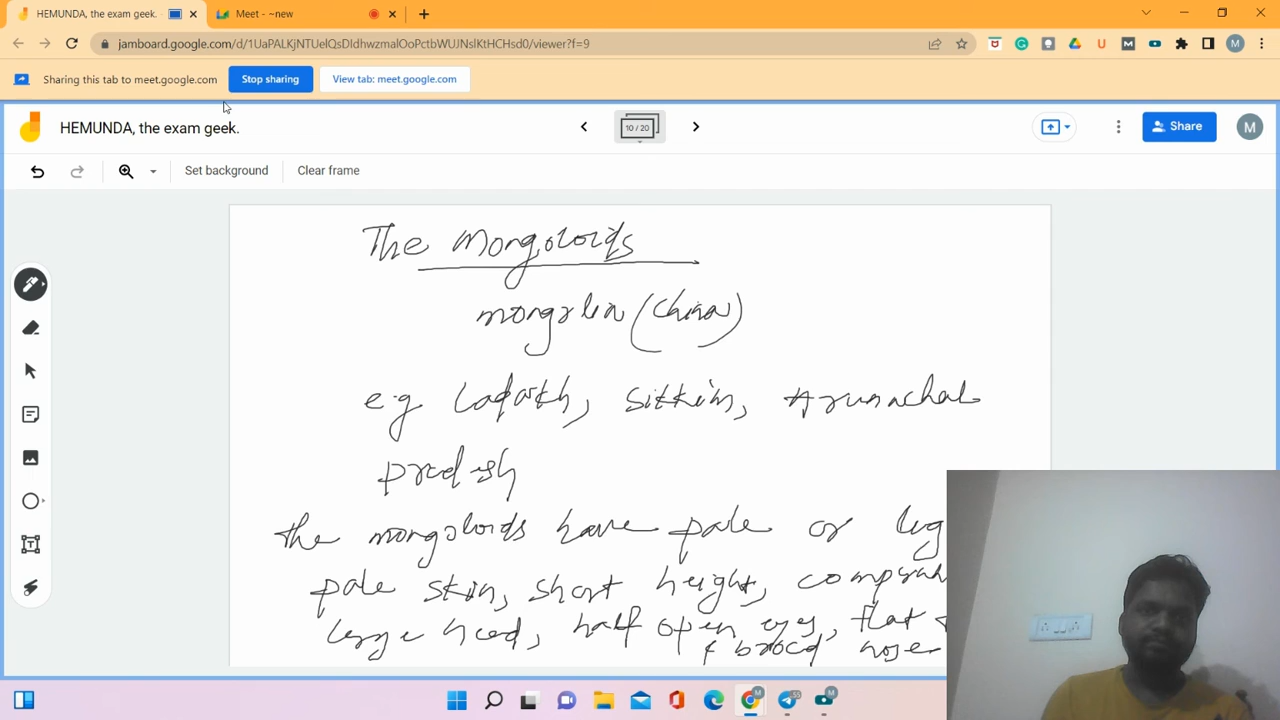 HEMUNDA, the exam geek.
Meet - ~new
jamboard.google.com/d/1UaPALKjNTUelQsDIdhwzmalOoPctbWUJNslKtHCHsd0/viewer?f=9
Sharing this tab to meet.google.com Stop sharing View tab: meet.google.com
HEMUNDA, the exam geek.
10 / 20
Share
M
Set background
Clear frame
The Mongoloids
(China)
e.g Ladakh, Sikkim, Arunachal
pradesh
the mongoloids have pale or
pale skin, short height,
large head, half open eyes, flat
& broad nose